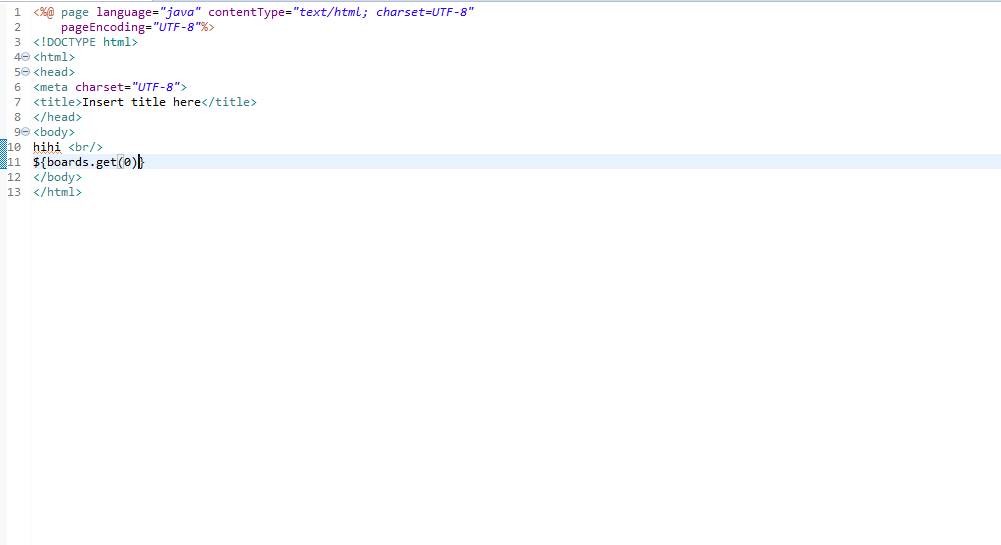 1 <%@ page language="java" contentType="text/html; charset=UTF-8"
2     pageEncoding="UTF-8"%>
3 <!DOCTYPE html>
4 <html>
5 <head>
6 <meta charset="UTF-8">
7 <title>Insert title here</title>
8 </head>
9 <body>
10 hihi <br/>
11 ${boards.get(0)}
12 </body>
13 </html>